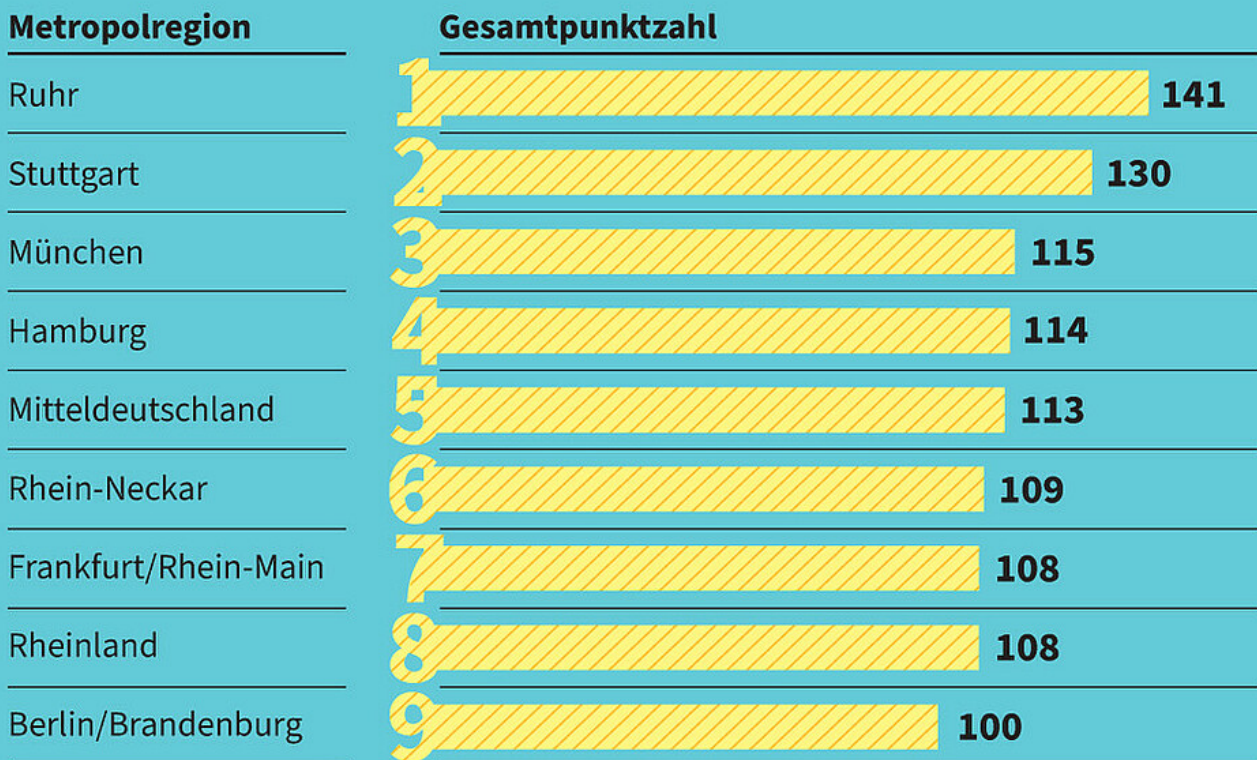 Metropolregion Gesamtpunktzahl
Ruhr 1 141
Stuttgart 2 130
München 3 115
Hamburg 4 114
Mitteldeutschland 5 113
Rhein-Neckar 6 109
Frankfurt/Rhein-Main 7 108
Rheinland 8 108
Berlin/Brandenburg 9 100